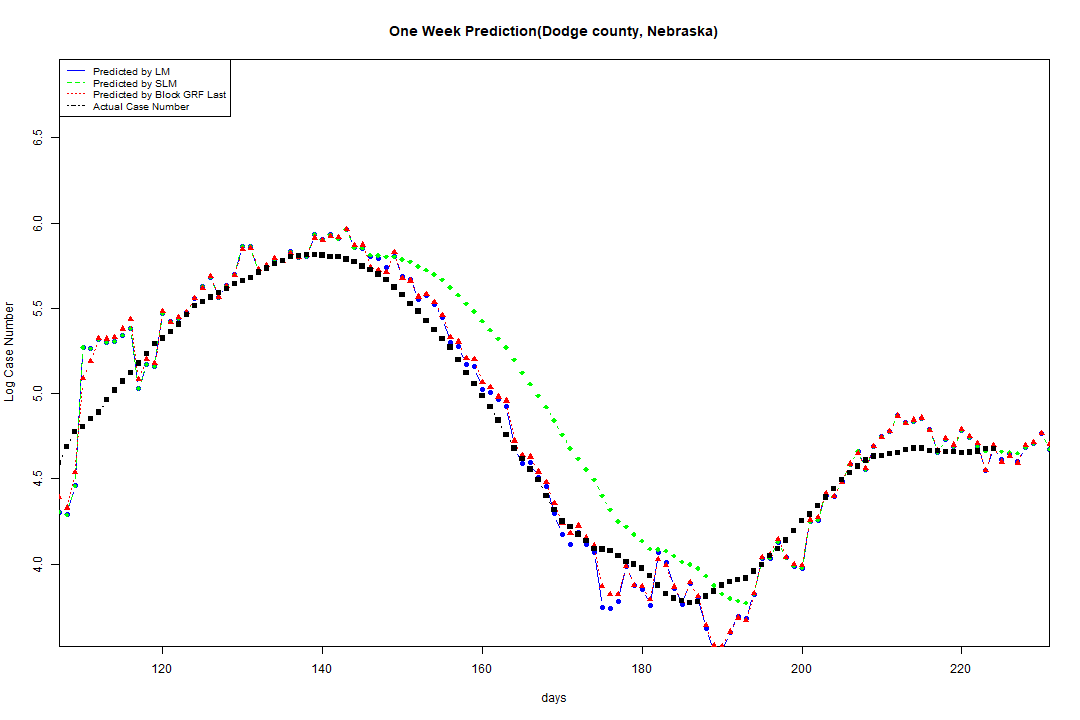 One Week Prediction(Dodge county, Nebraska)
Predicted by LM
Predicted by SLM
Predicted by Block GRF Last
Actual Case Number
6.5
6.0
5.5
5.0
4.5
4.0
Log Case Number
120 140 160 180 200 220
days